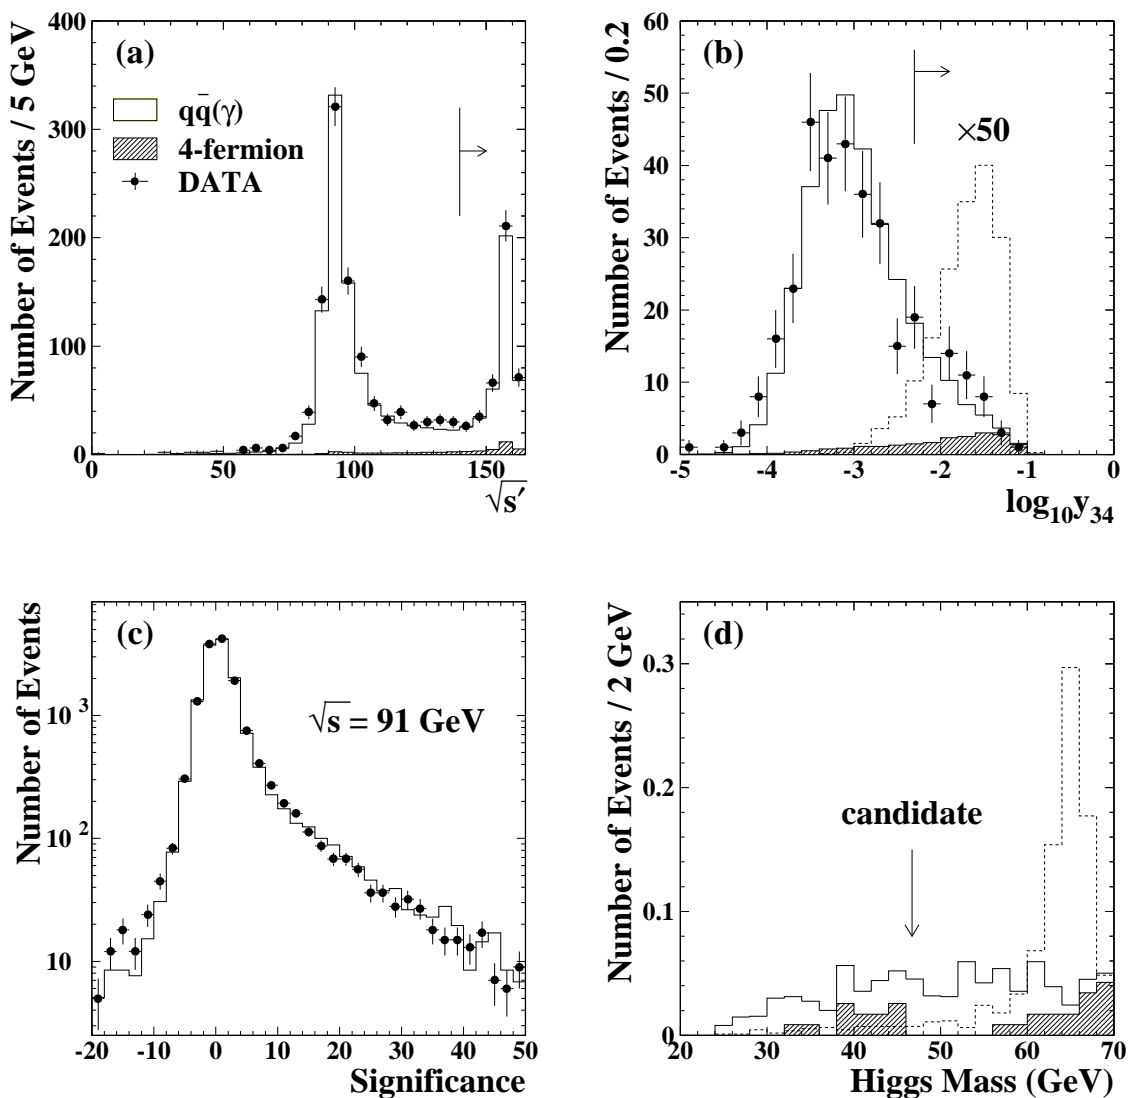 (a)
Number of Events / 5 GeV
400
300
200
100
0
qq̄(γ)
4-fermion
DATA
0 50 100 150
√s′
(b)
Number of Events / 0.2
60
50
40
30
20
10
0
×50
-5 -4 -3 -2 -1 0
log₁₀y₃₄
(c)
Number of Events
10³
10²
10
√s = 91 GeV
-20 -10 0 10 20 30 40 50
Significance
(d)
Number of Events / 2 GeV
0.3
0.2
0.1
0
candidate
20 30 40 50 60 70
Higgs Mass (GeV)